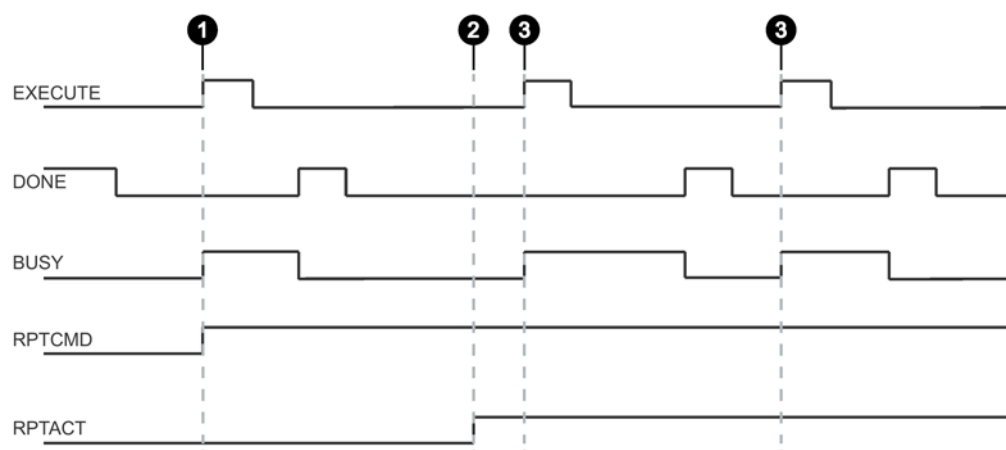 1 2 3 3
EXECUTE
DONE
BUSY
RPTCMD
RPTACT